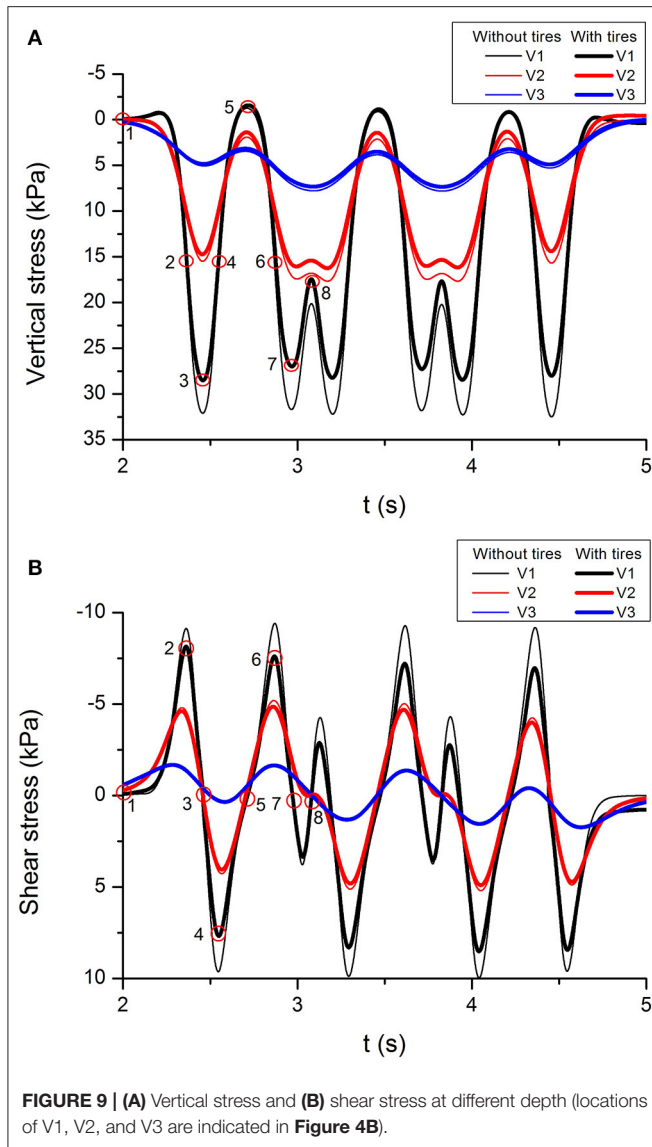 A
Without tires With tires
V1 V1
V2 V2
V3 V3
-5
0
5
10
15
20
25
30
35
Vertical stress (kPa)
1
2
3
4
5
6
7
8
2 3 4 5
t (s)
B
Without tires With tires
V1 V1
V2 V2
V3 V3
-10
-5
0
5
10
Shear stress (kPa)
1
2
3
4
5
6
7
8
2 3 4 5
t (s)
FIGURE 9 | (A) Vertical stress and (B) shear stress at different depth (locations
of V1, V2, and V3 are indicated in Figure 4B).